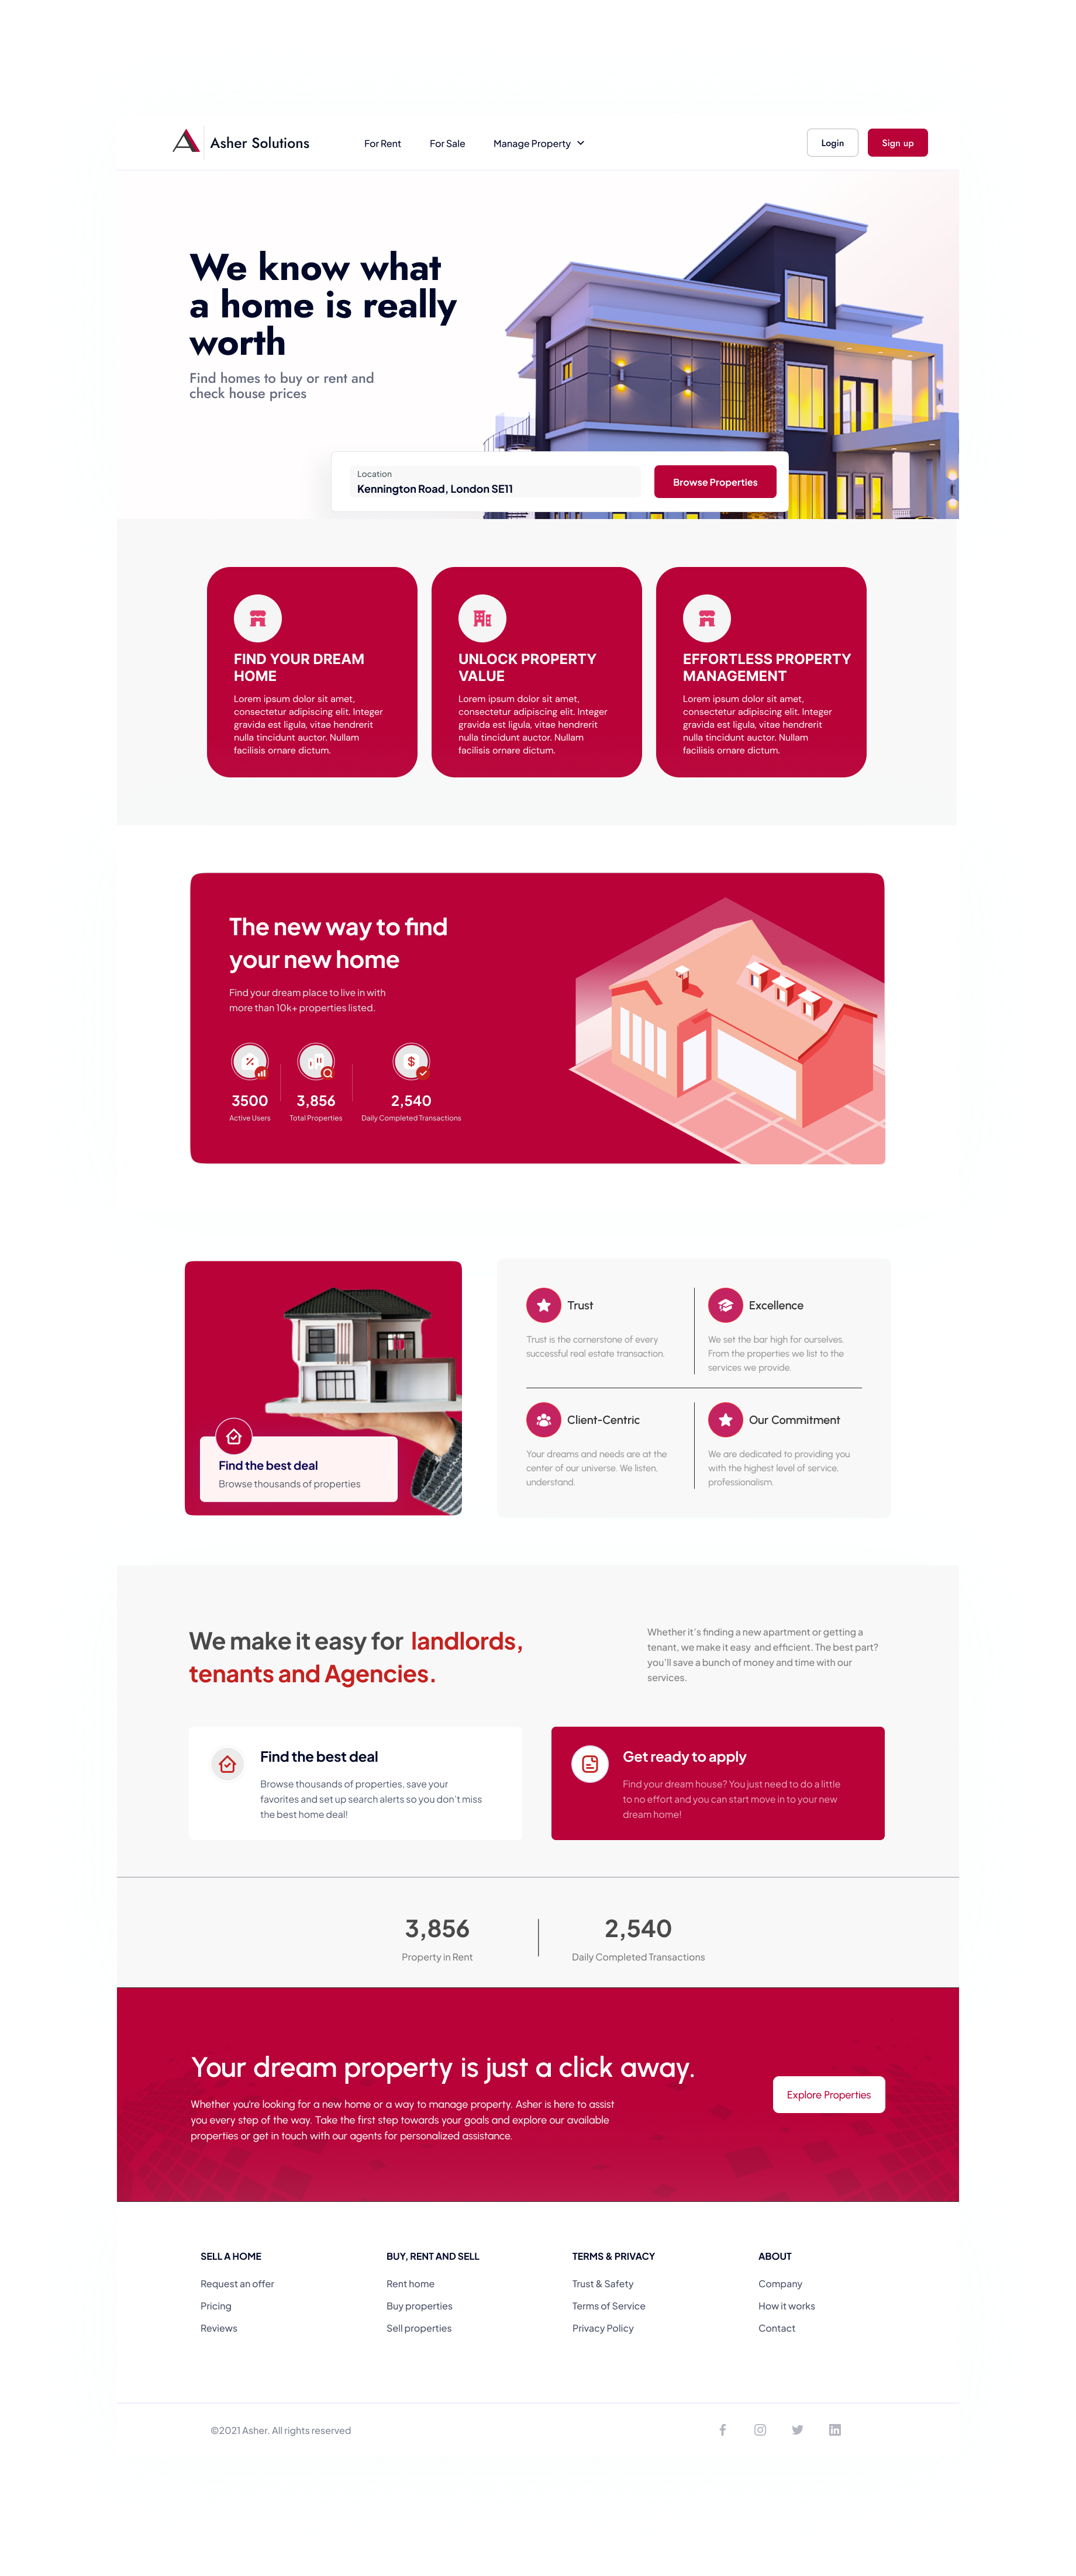 Asher Solutions
For Rent
For Sale
Manage Property
Login
Sign up
We know what
a home is really
worth
Find homes to buy or rent and
check house prices
Location
Kennington Road, London SE11
Browse Properties
FIND YOUR DREAM
HOME
Lorem ipsum dolor sit amet,
consectetur adipiscing elit. Integer
gravida est ligula, vitae hendrerit
nulla tincidunt auctor. Nullam
facilisis ornare dictum.
UNLOCK PROPERTY
VALUE
Lorem ipsum dolor sit amet,
consectetur adipiscing elit. Integer
gravida est ligula, vitae hendrerit
nulla tincidunt auctor. Nullam
facilisis ornare dictum.
EFFORTLESS PROPERTY
MANAGEMENT
Lorem ipsum dolor sit amet,
consectetur adipiscing elit. Integer
gravida est ligula, vitae hendrerit
nulla tincidunt auctor. Nullam
facilisis ornare dictum.
The new way to find
your new home
Find your dream place to live in with
more than 10k+ properties listed.
3500
Active Users
3,856
Total Properties
2,540
Daily Completed Transactions
Find the best deal
Browse thousands of properties
Trust
Trust is the cornerstone of every
successful real estate transaction.
Excellence
We set the bar high for ourselves.
From the properties we list to the
services we provide.
Client-Centric
Your dreams and needs are at the
center of our universe. We listen,
understand.
Our Commitment
We are dedicated to providing you
with the highest level of service,
professionalism.
We make it easy for landlords,
tenants and Agencies.
Whether it's finding a new apartment or getting a
tenant, we make it easy and efficient. The best part?
you'll save a bunch of money and time with our
services.
Find the best deal
Browse thousands of properties, save your
favorites and set up search alerts so you don't miss
the best home deal!
Get ready to apply
Find your dream house? You just need to do a little
to no effort and you can start move in to your new
dream home!
3,856
Property in Rent
2,540
Daily Completed Transactions
Your dream property is just a click away.
Whether you're looking for a new home or a way to manage property. Asher is here to assist
you every step of the way. Take the first step towards your goals and explore our available
properties or get in touch with our agents for personalized assistance.
Explore Properties
SELL A HOME
Request an offer
Pricing
Reviews
BUY, RENT AND SELL
Rent home
Buy properties
Sell properties
TERMS & PRIVACY
Trust & Safety
Terms of Service
Privacy Policy
ABOUT
Company
How it works
Contact
©2021 Asher. All rights reserved